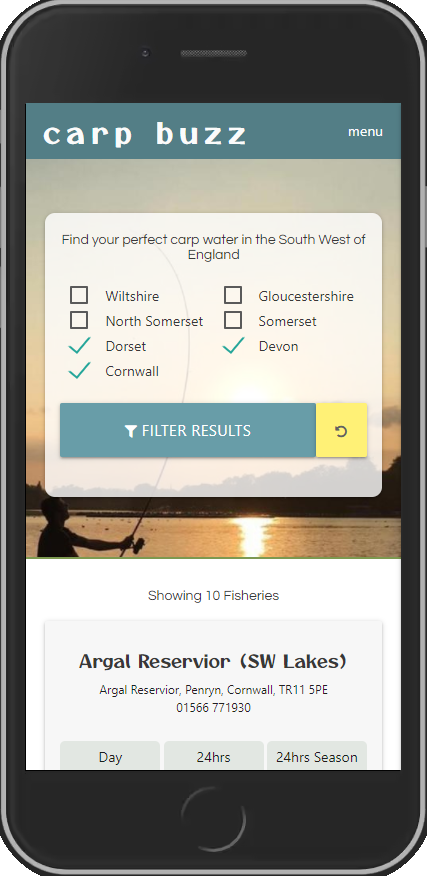 carp buzz
menu
Find your perfect carp water in the South West of
England
Wiltshire
Gloucestershire
North Somerset
Somerset
Dorset
Devon
Cornwall
FILTER RESULTS
Showing 10 Fisheries
Argal Reservior (SW Lakes)
Argal Reservior, Penryn, Cornwall, TR11 5PE
01566 771930
Day
24hrs
24hrs Season